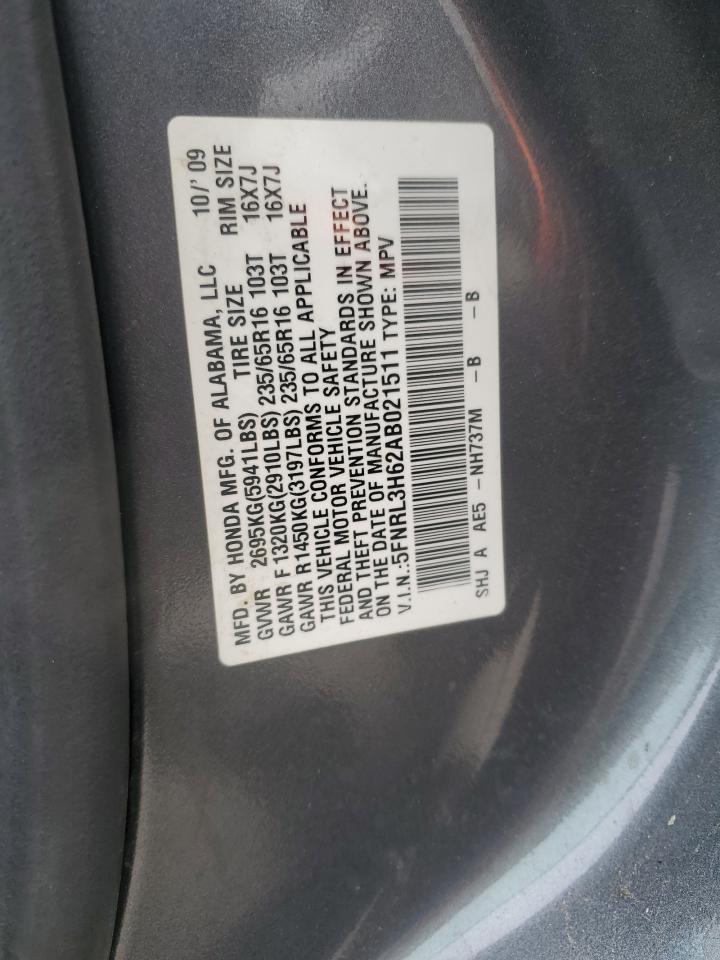 MFD. BY HONDA MFG. OF ALABAMA, LLC 10/' 09
GVWR 2695KG(5941LBS) TIRE SIZE RIM SIZE
GAWR F 1320KG(2910LBS) 235/65R16 103T 16X7J
GAWR R1450KG(3197LBS) 235/65R16 103T 16X7J
THIS VEHICLE CONFORMS TO ALL APPLICABLE
FEDERAL MOTOR VEHICLE SAFETY
AND THEFT PREVENTION STANDARDS IN EFFECT
ON THE DATE OF MANUFACTURE SHOWN ABOVE.
V.I.N.:5FNRL3H62AB021511 TYPE: MPV
SHJ A AE5 -NH737M -B -B